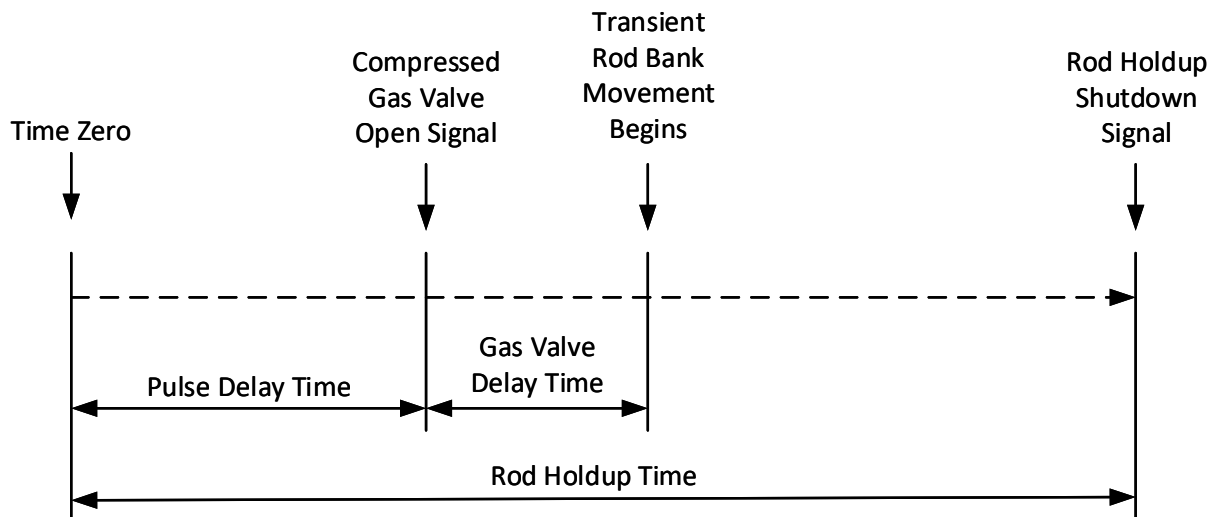 Time Zero
Compressed
Gas Valve
Open Signal
Transient
Rod Bank
Movement
Begins
Rod Holdup
Shutdown
Signal
Pulse Delay Time
Gas Valve
Delay Time
Rod Holdup Time